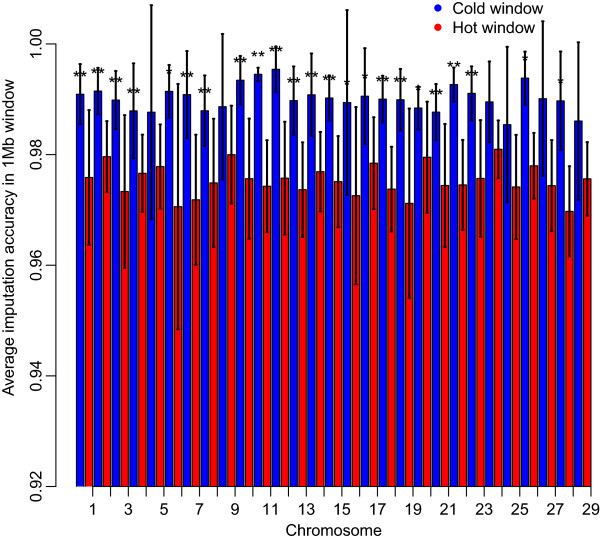 Cold window
Hot window
Average imputation accuracy in 1Mb window
1.00
0.98
0.96
0.94
0.92
** ** ** ** * ** ** ** ** ** ** ** ** * * ** ** * ** ** ** * *
1 3 5 7 9 11 13 15 17 19 21 23 25 27 29
Chromosome